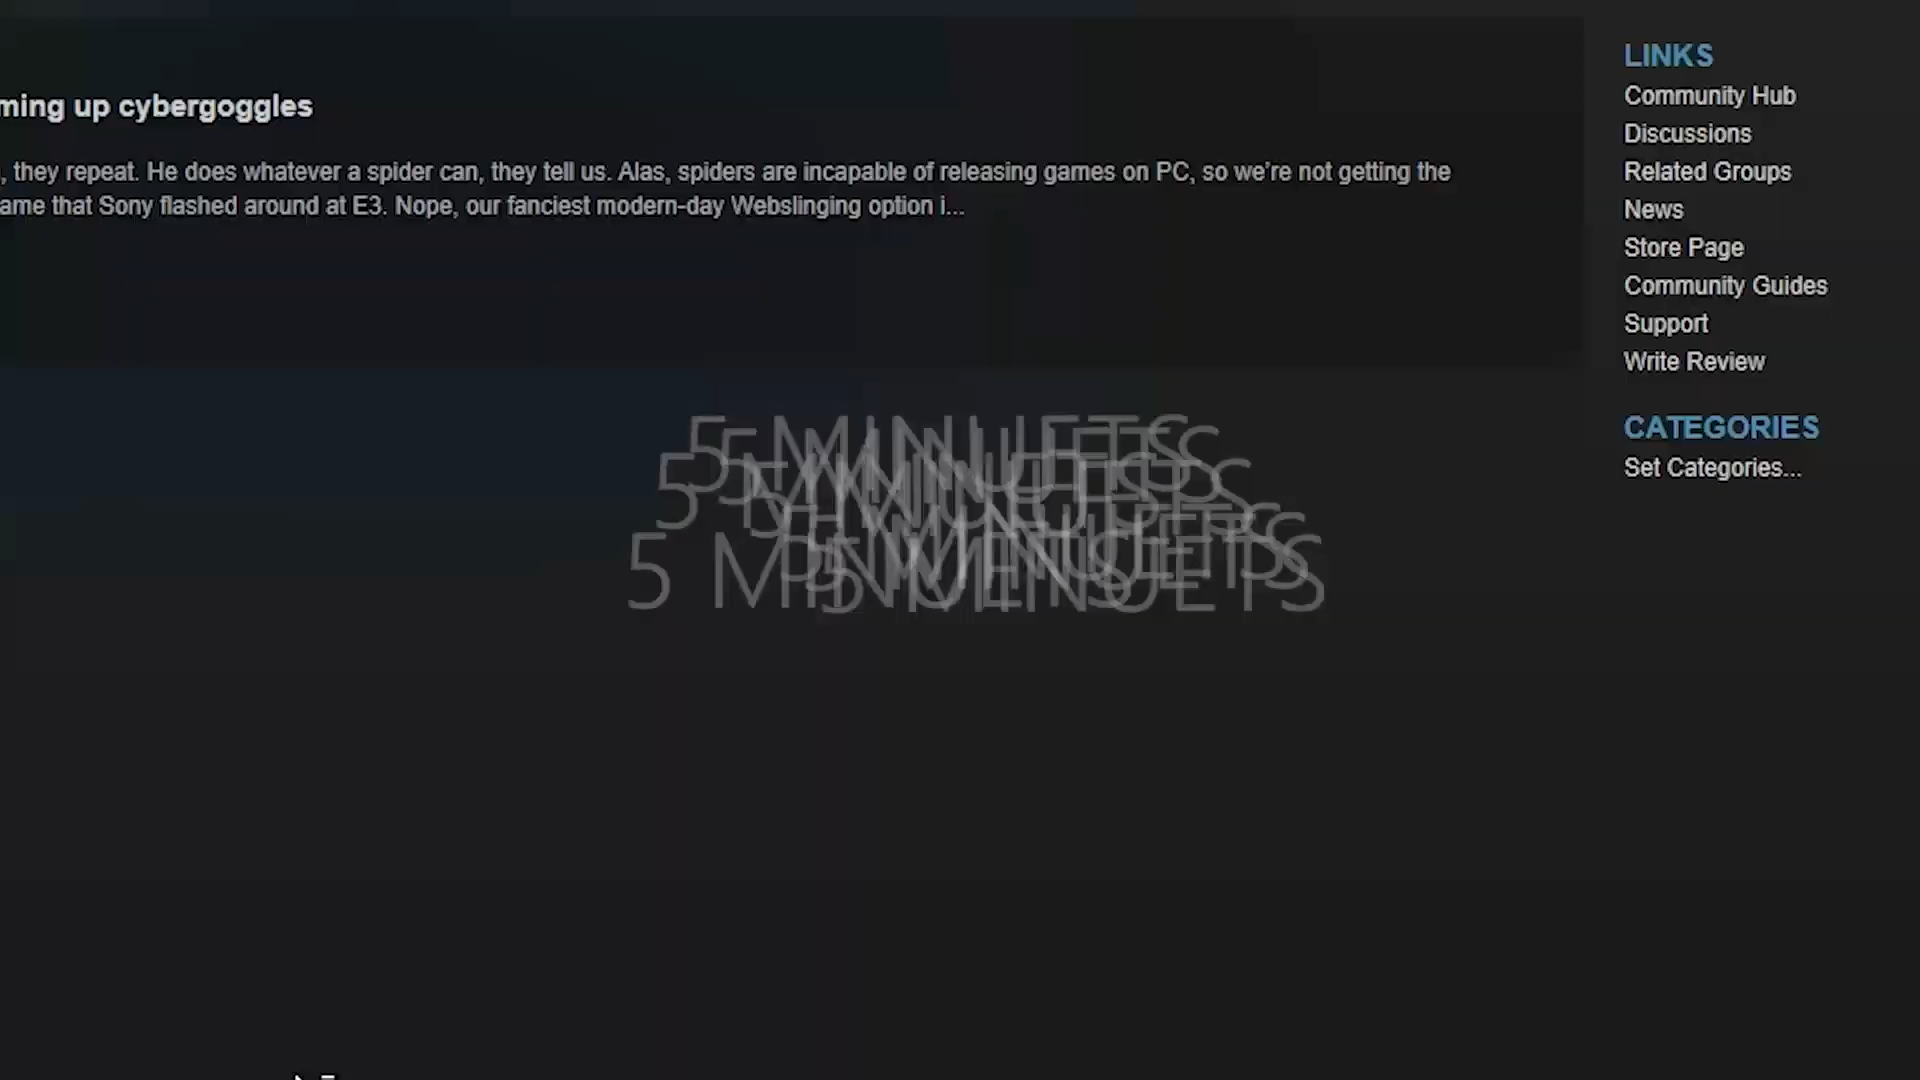 ming up cybergoggles
, they repeat. He does whatever a spider can, they tell us. Alas, spiders are incapable of releasing games on PC, so we’re not getting the
ame that Sony flashed around at E3. Nope, our fanciest modern-day Webslinging option i...
LINKS
Community Hub
Discussions
Related Groups
News
Store Page
Community Guides
Support
Write Review
CATEGORIES
Set Categories...
5 MINUETS